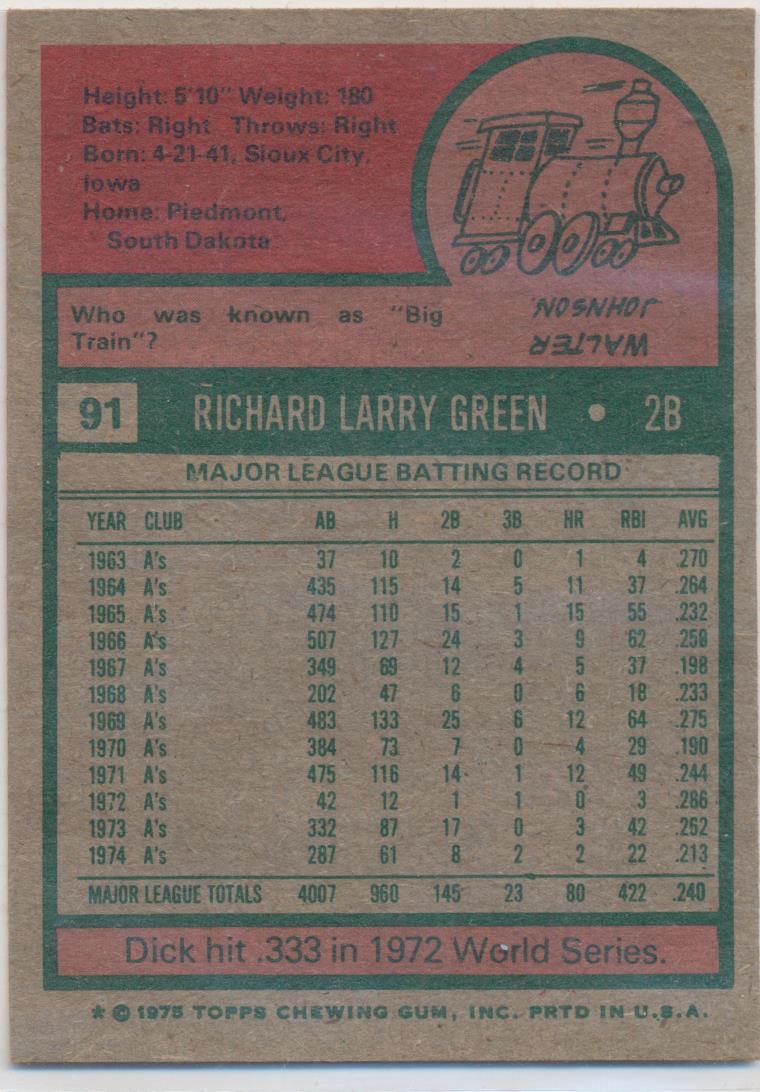 Height: 5'10" Weight: 180
Bats: Right Throws: Right
Born: 4-21-41, Sioux City,
Iowa
Home: Piedmont,
South Dakota
Who was known as "Big
Train"?
WALTER
JOHNSON.
91 RICHARD LARRY GREEN • 2B
MAJOR LEAGUE BATTING RECORD
YEAR CLUB AB H 2B 3B HR RBI AVG
1963 A's 37 10 2 0 1 4 .270
1964 A's 435 115 14 5 11 37 .264
1965 A's 474 110 15 1 15 55 .232
1966 A's 507 127 24 3 9 62 .250
1967 A's 349 69 12 4 5 37 .198
1968 A's 202 47 6 0 6 18 .233
1969 A's 483 133 25 6 12 64 .275
1970 A's 384 73 7 0 4 29 .190
1971 A's 475 116 14 1 12 49 .244
1972 A's 42 12 1 1 0 3 .286
1973 A's 332 87 17 0 3 42 .262
1974 A's 287 61 8 2 2 22 .213
MAJOR LEAGUE TOTALS 4007 960 145 23 80 422 .240
Dick hit .333 in 1972 World Series.
* © 1975 TOPPS CHEWING GUM, INC. PRTD IN U.S.A.